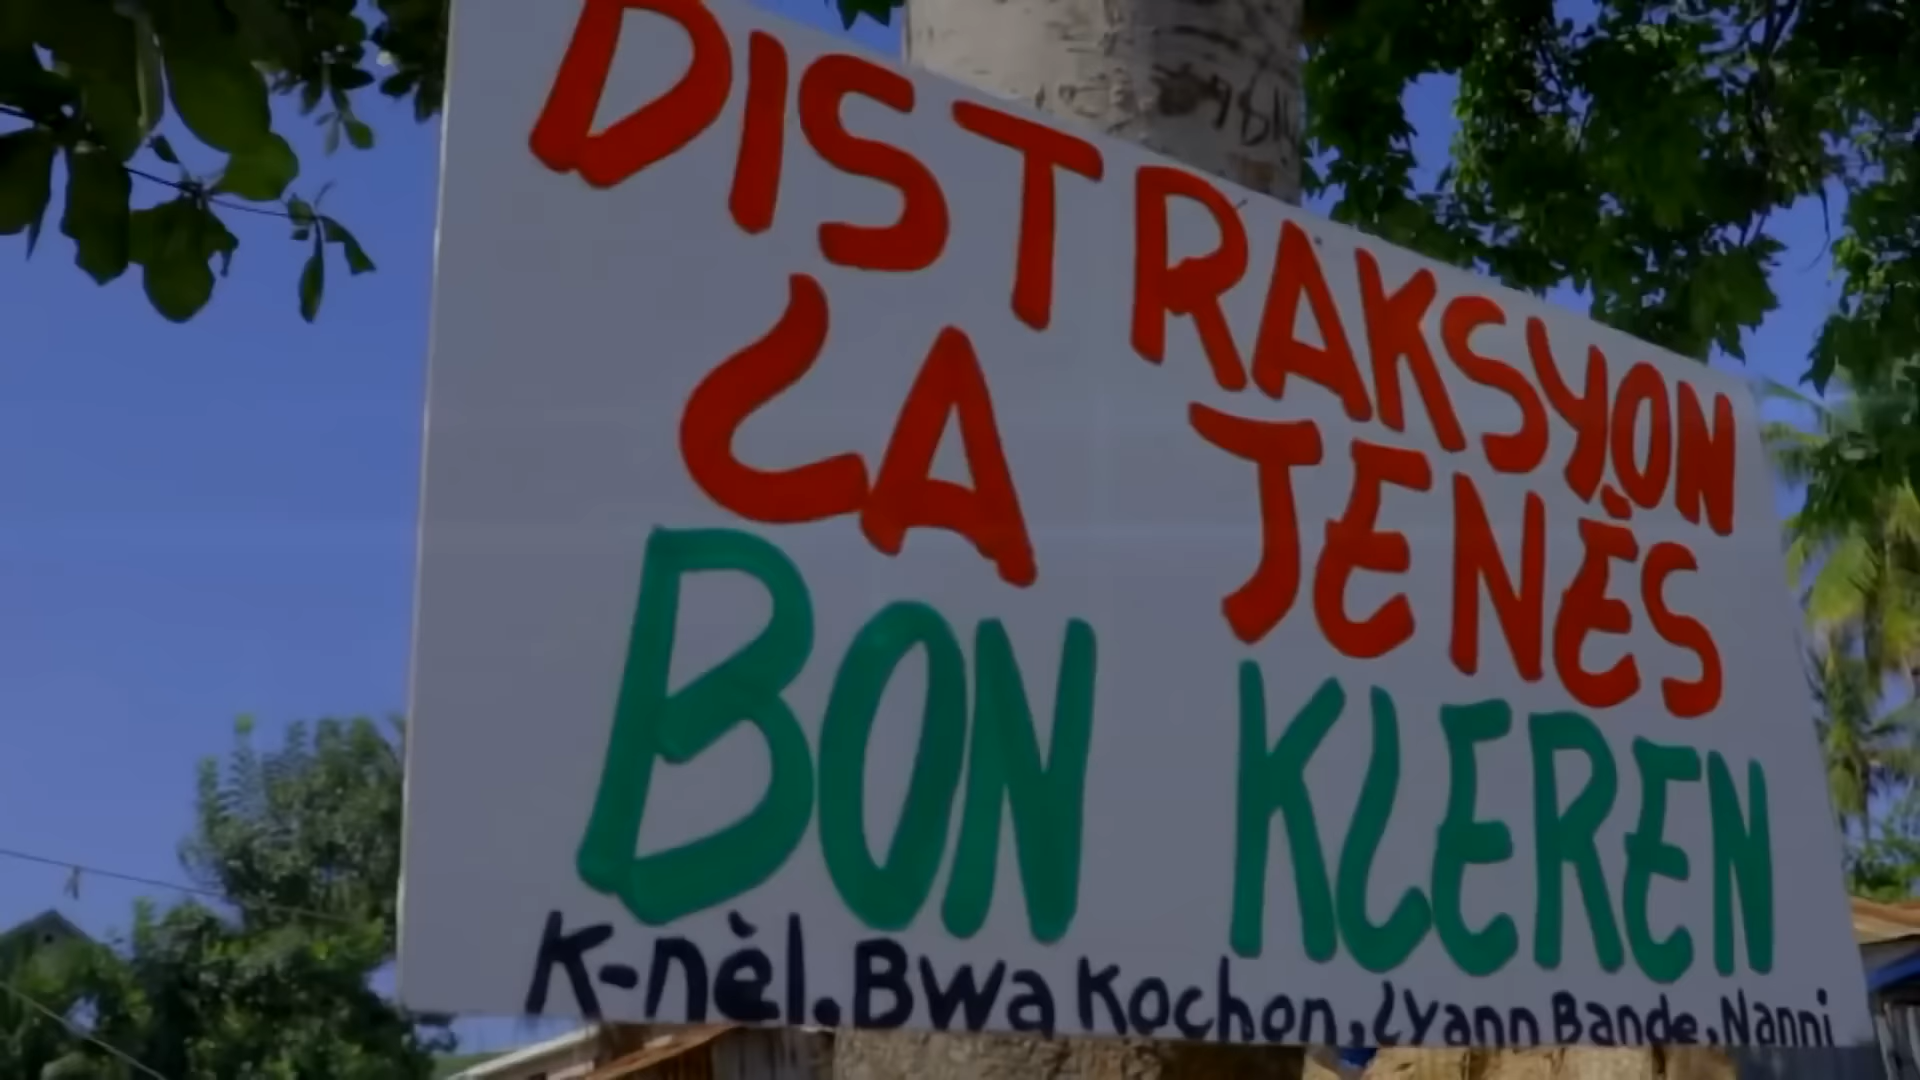 DISTRAKSYON
LA JENÈS
BON KLEREN
K-nèl, Bwa Kochon, Lyann Bande, Nanni